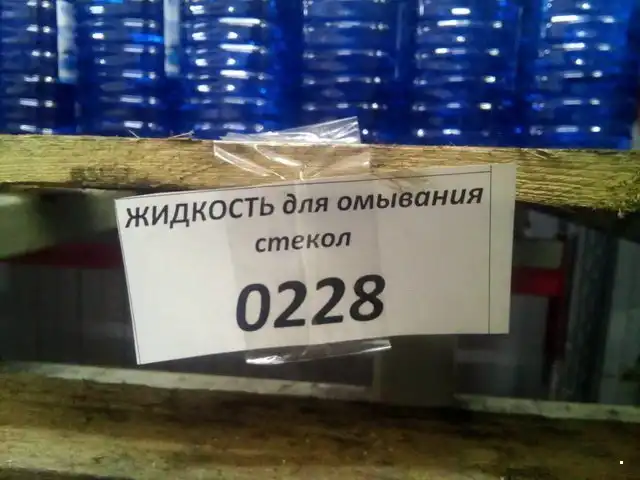 ЖИДКОСТЬ для омывания
стекол
0228